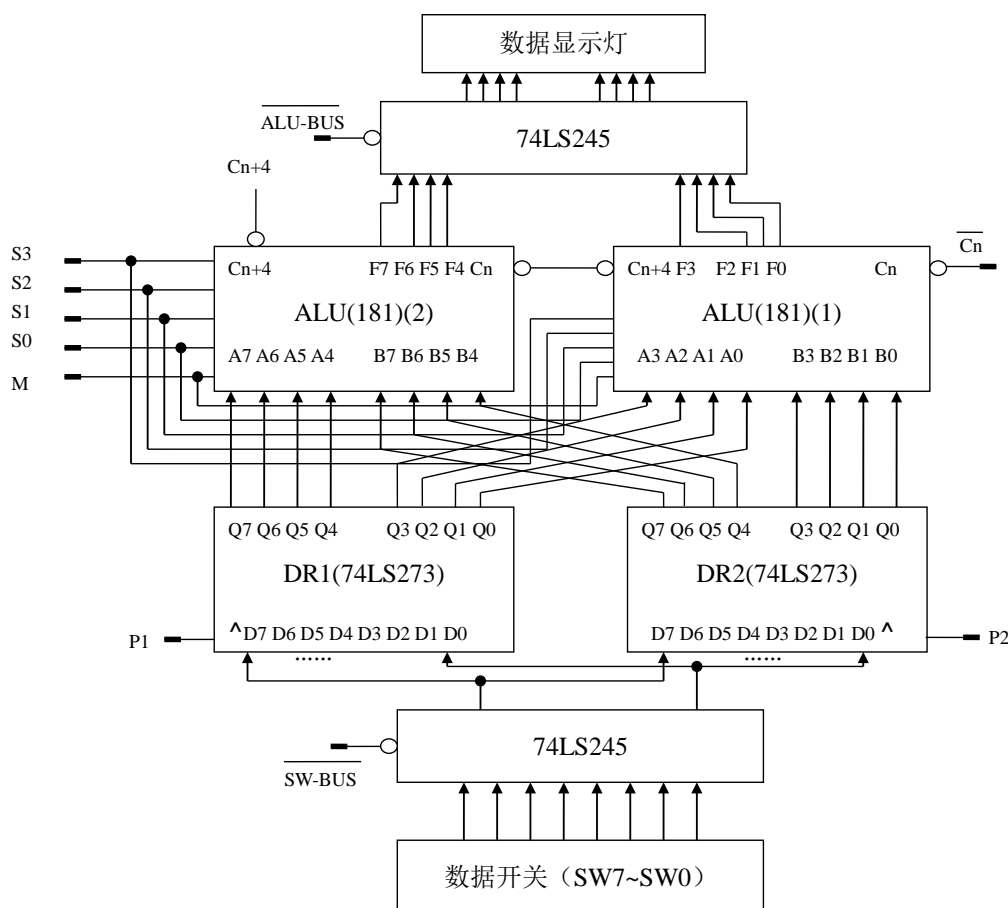 数据显示灯
ALU-BUS
74LS245
Cn+4
S3
S2
S1
S0
M
Cn+4 F7 F6 F5 F4 Cn
ALU(181)(2)
A7 A6 A5 A4 B7 B6 B5 B4
Cn+4 F3 F2 F1 F0 Cn
ALU(181)(1)
A3 A2 A1 A0 B3 B2 B1 B0
Cn
Q7 Q6 Q5 Q4 Q3 Q2 Q1 Q0
DR1(74LS273)
^D7 D6 D5 D4 D3 D2 D1 D0
……
P1
Q7 Q6 Q5 Q4 Q3 Q2 Q1 Q0
DR2(74LS273)
D7 D6 D5 D4 D3 D2 D1 D0 ^
……
P2
74LS245
SW-BUS
数据开关（SW7~SW0）